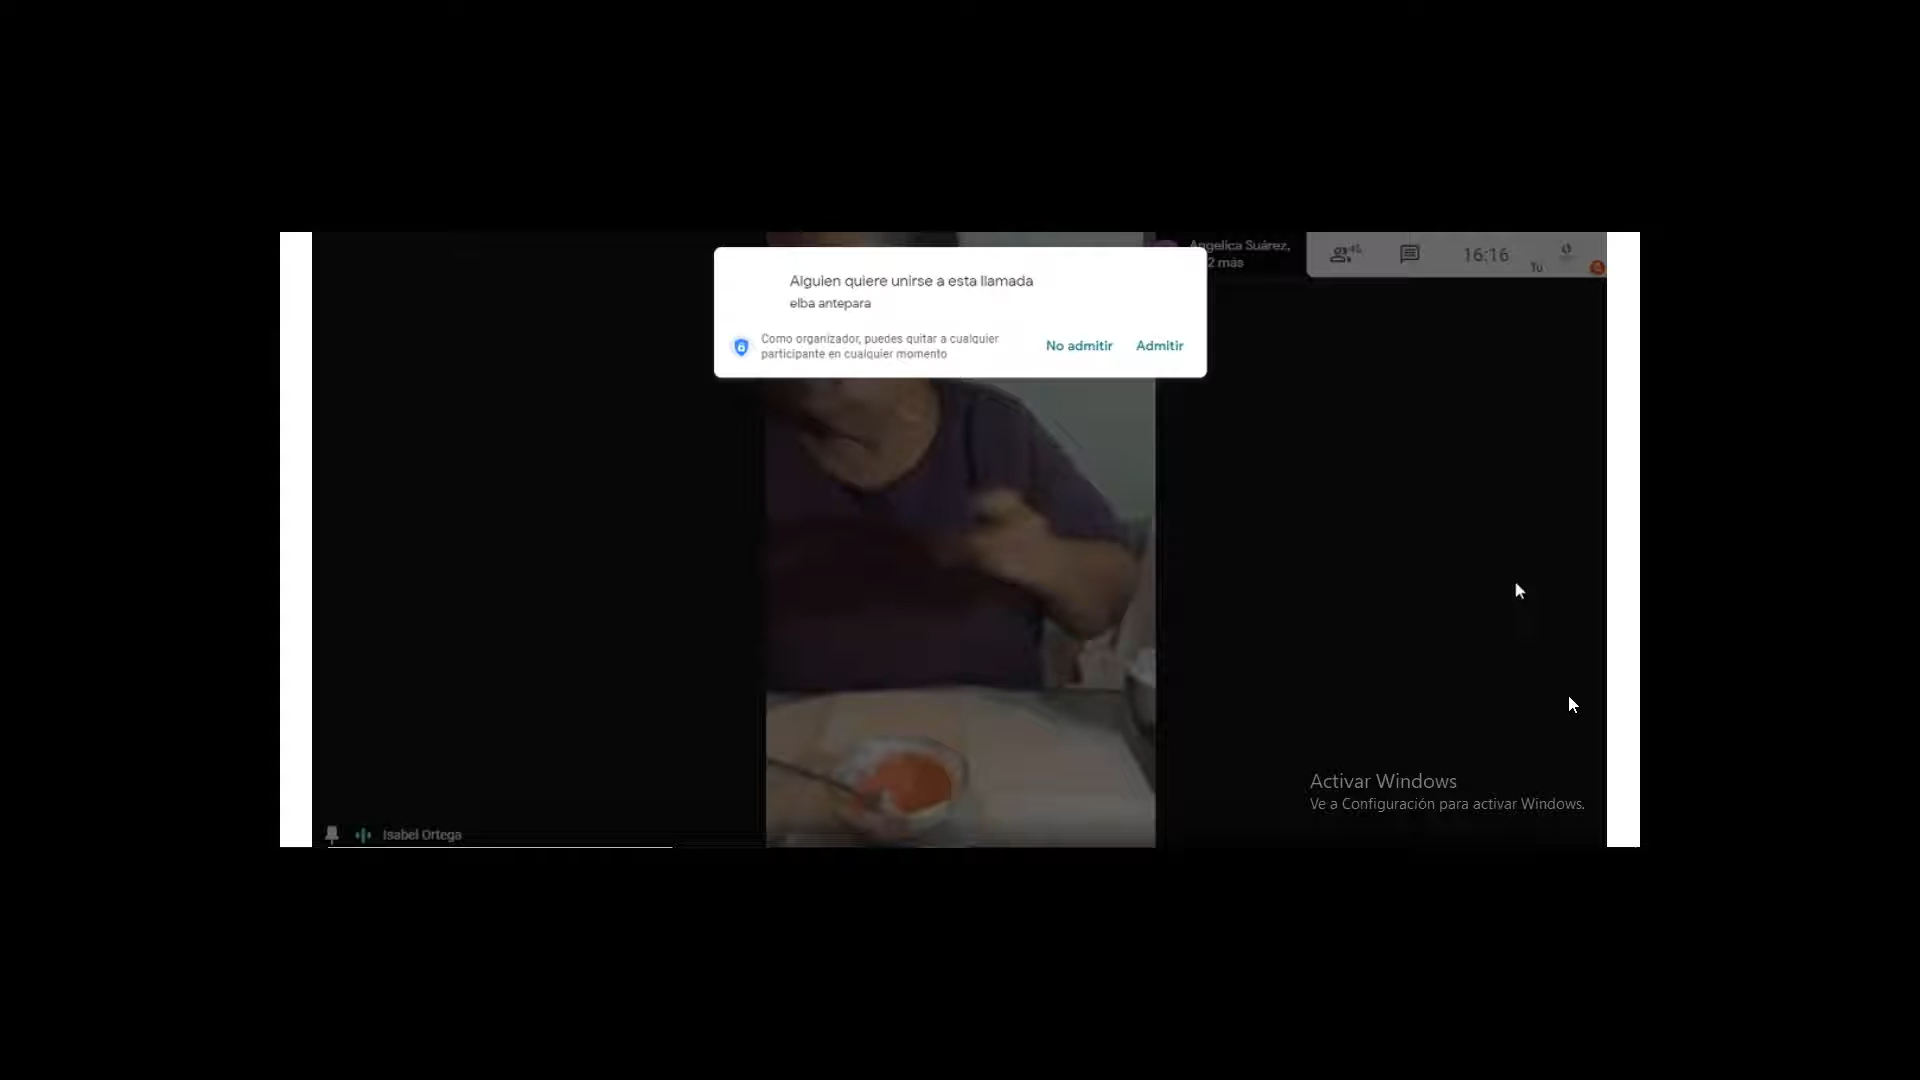 Angelica Suárez,
2 más
16:16
Tu
Alguien quiere unirse a esta llamada
elba antepara
Como organizador, puedes quitar a cualquier
participante en cualquier momento
No admitir
Admitir
Activar Windows
Ve a Configuración para activar Windows.
Isabel Ortega